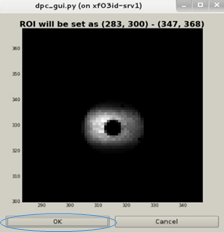 dpc_gui.py (on xf03id-srv1)
ROI will be set as (283, 300) - (347, 368)
360
350
340
330
320
310
300
290 300 310 320 330 340
OK Cancel